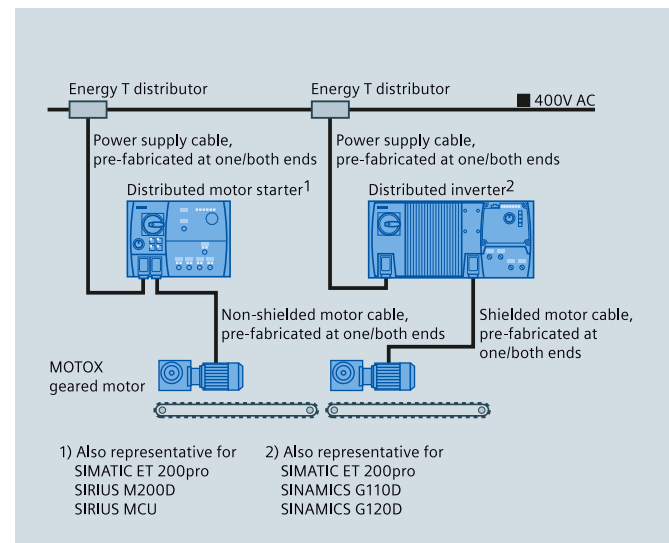 Energy T distributor
Energy T distributor
400V AC
Power supply cable,
pre-fabricated at one/both ends
Power supply cable,
pre-fabricated at one/both ends
Distributed motor starter1
Distributed inverter2
Non-shielded motor cable,
pre-fabricated at one/both ends
Shielded motor cable,
pre-fabricated at
one/both ends
MOTOX
geared motor
1) Also representative for
SIMATIC ET 200pro
SIRIUS M200D
SIRIUS MCU
2) Also representative for
SIMATIC ET 200pro
SINAMICS G110D
SINAMICS G120D